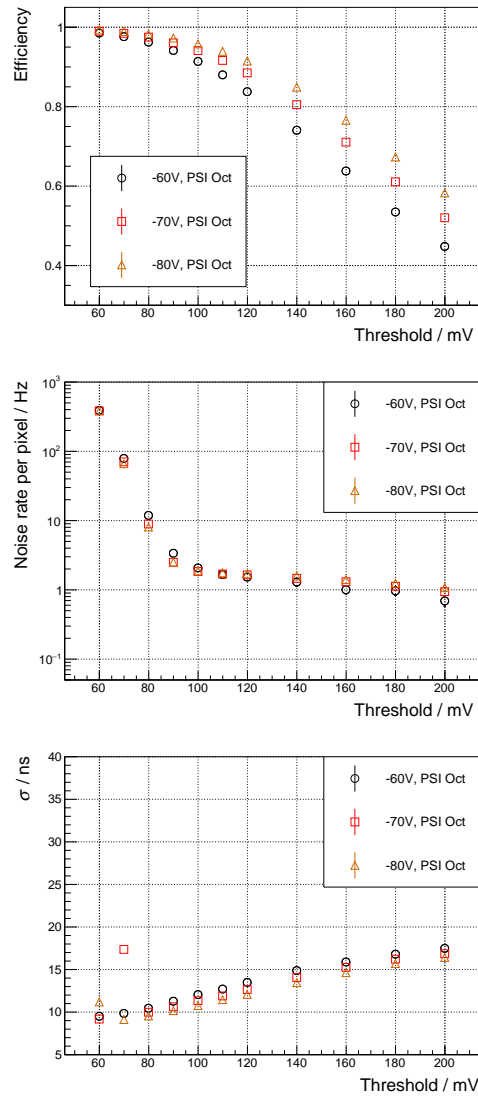 Efficiency
1
0.8
0.6
0.4
-60V, PSI Oct
-70V, PSI Oct
-80V, PSI Oct
60 80 100 120 140 160 180 200
Threshold / mV
Noise rate per pixel / Hz
10³
10²
10
1
10⁻¹
-60V, PSI Oct
-70V, PSI Oct
-80V, PSI Oct
60 80 100 120 140 160 180 200
Threshold / mV
σ / ns
40
35
30
25
20
15
10
5
-60V, PSI Oct
-70V, PSI Oct
-80V, PSI Oct
60 80 100 120 140 160 180 200
Threshold / mV